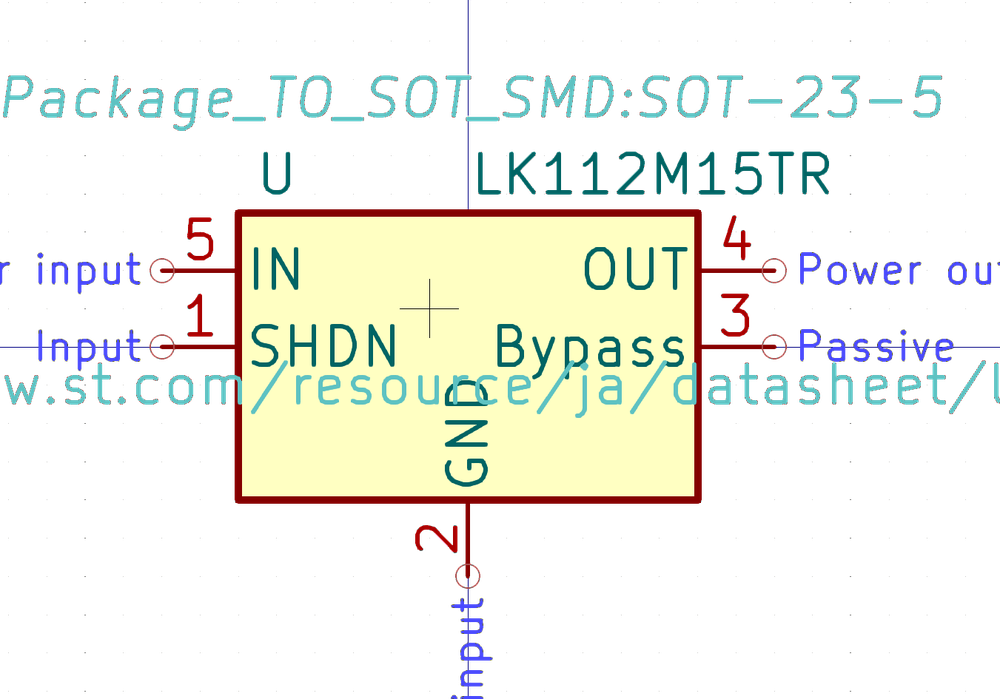 Package_TO_SOT_SMD:SOT-23-5
U LK112M15TR
5 4
input IN OUT Power
1 3
Input SHDN Bypass Passive
w.st.com/resource/ja/datasheet/
GND
2
input